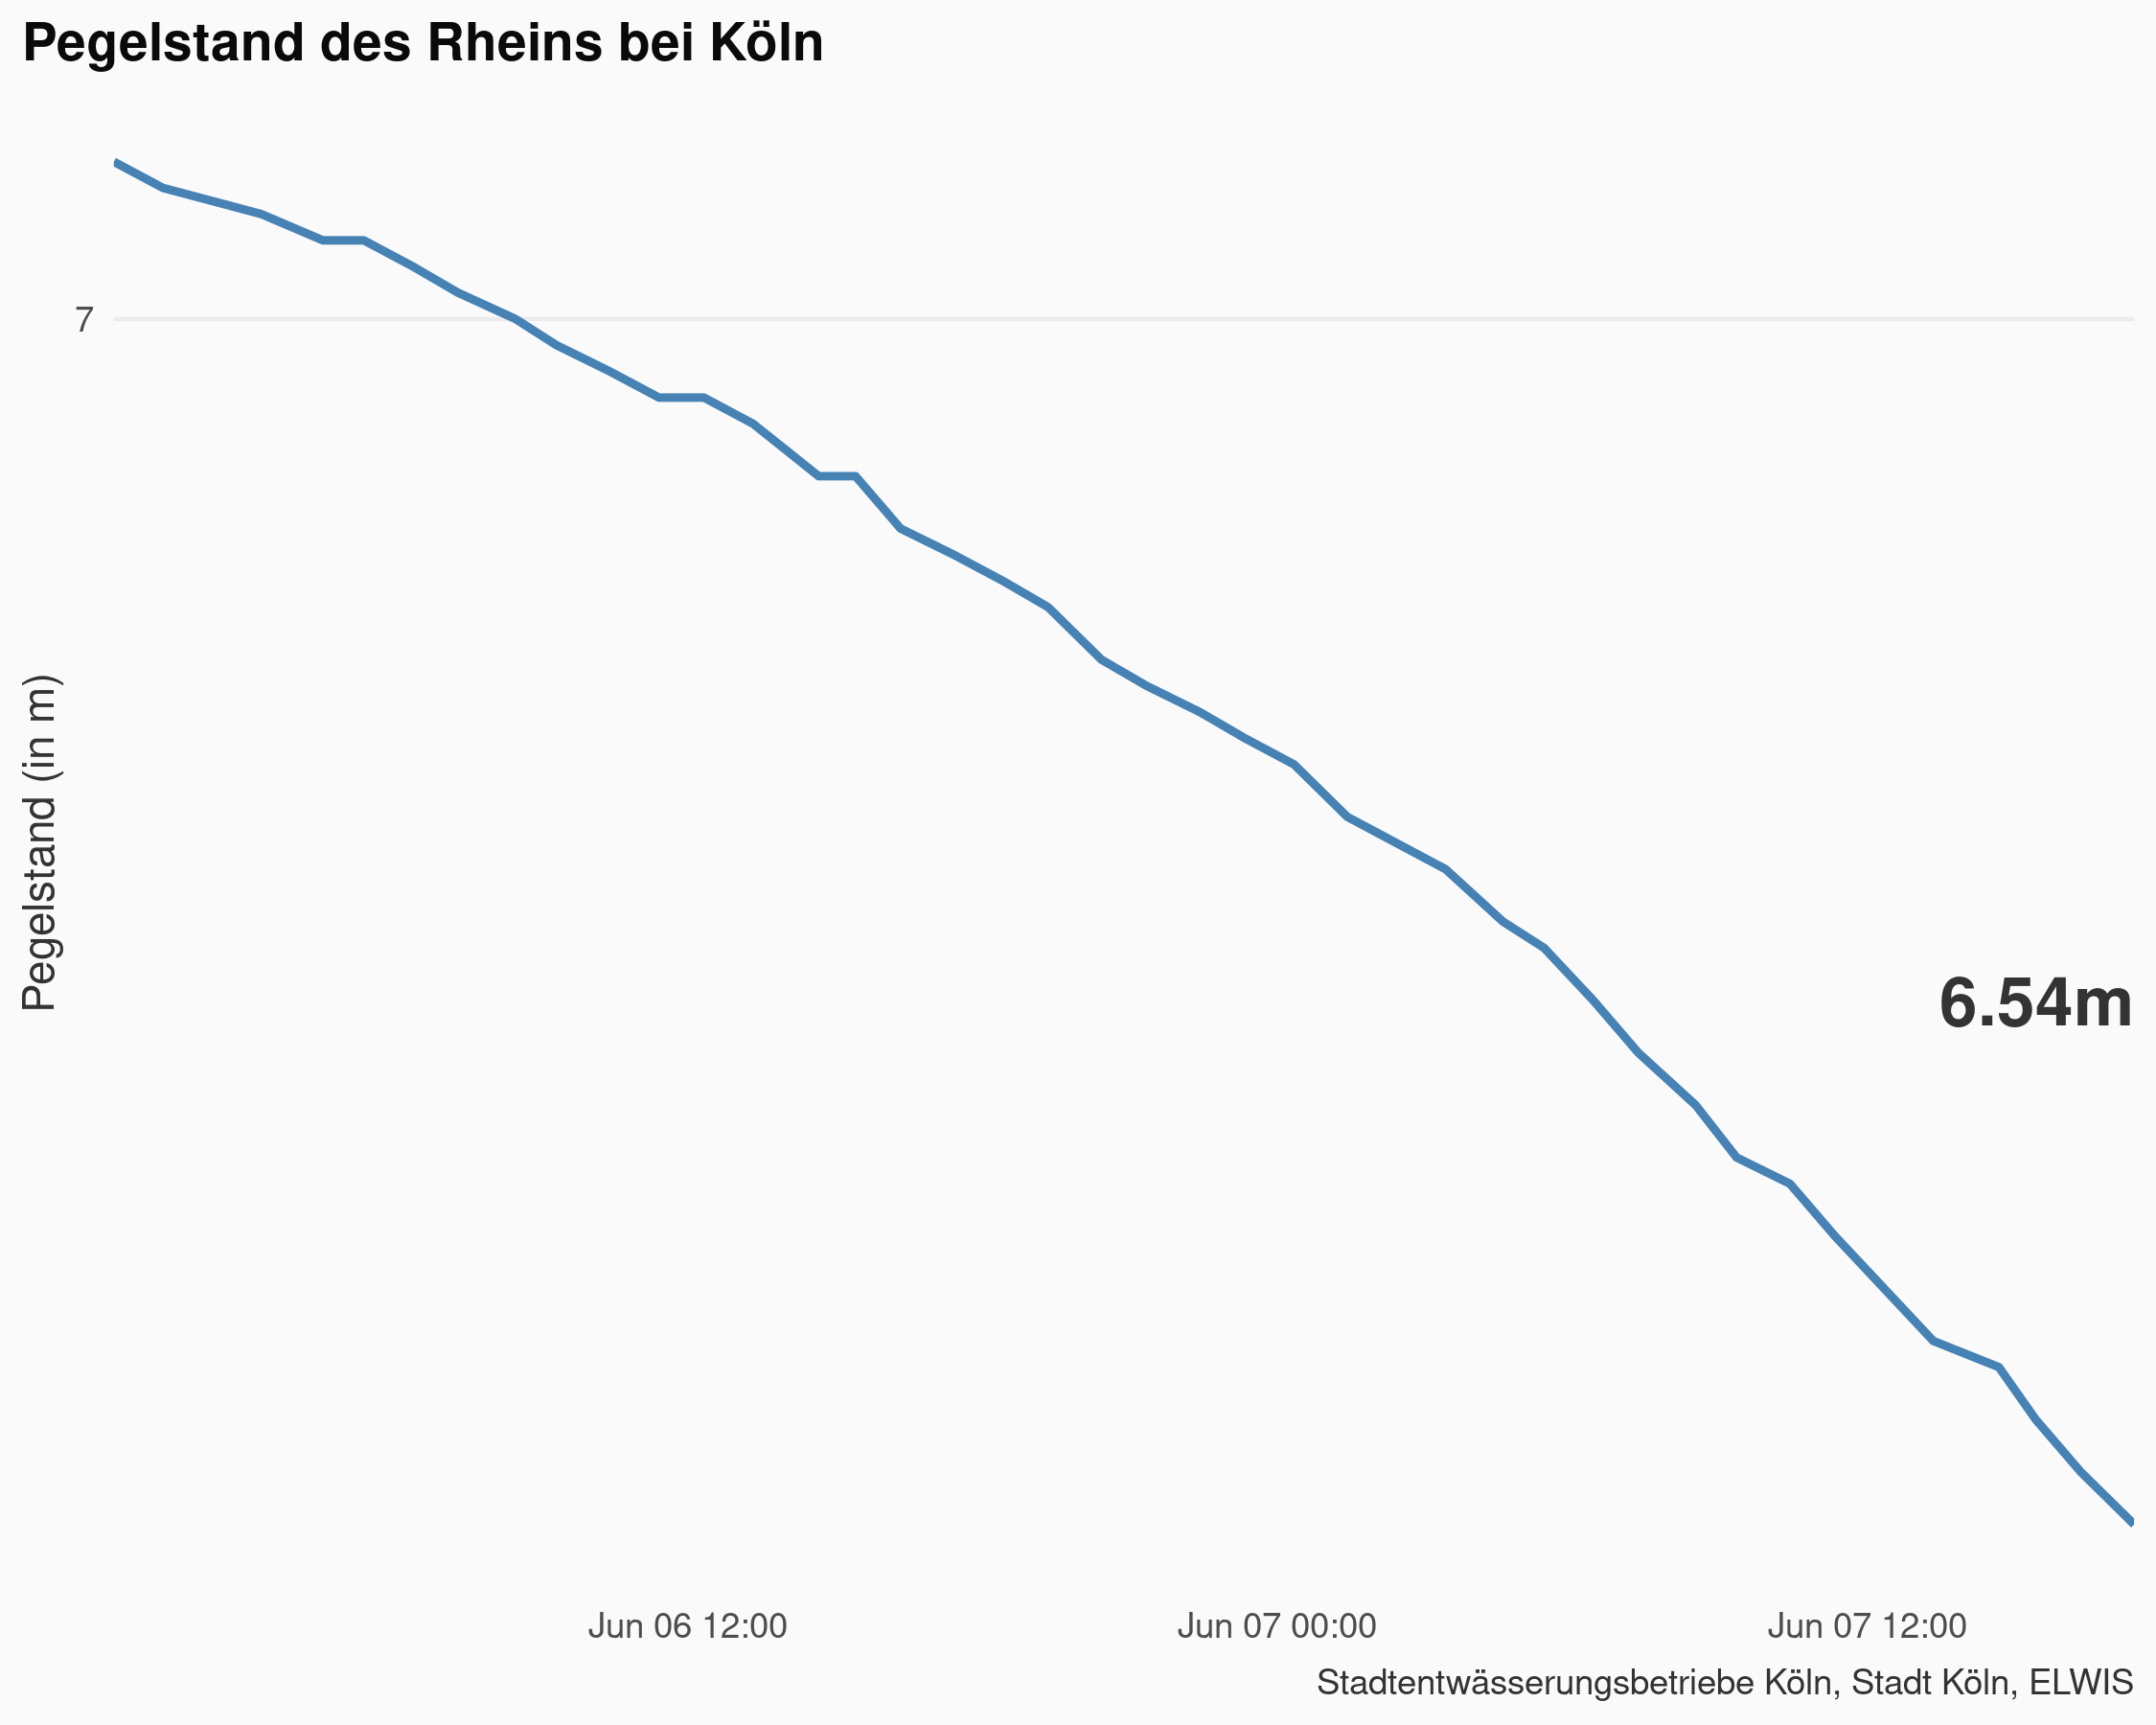 Pegelstand des Rheins bei Köln
7
Pegelstand (in m)
6.54m
Jun 06 12:00
Jun 07 00:00
Jun 07 12:00
Stadtentwässerungsbetriebe Köln, Stadt Köln, ELWIS